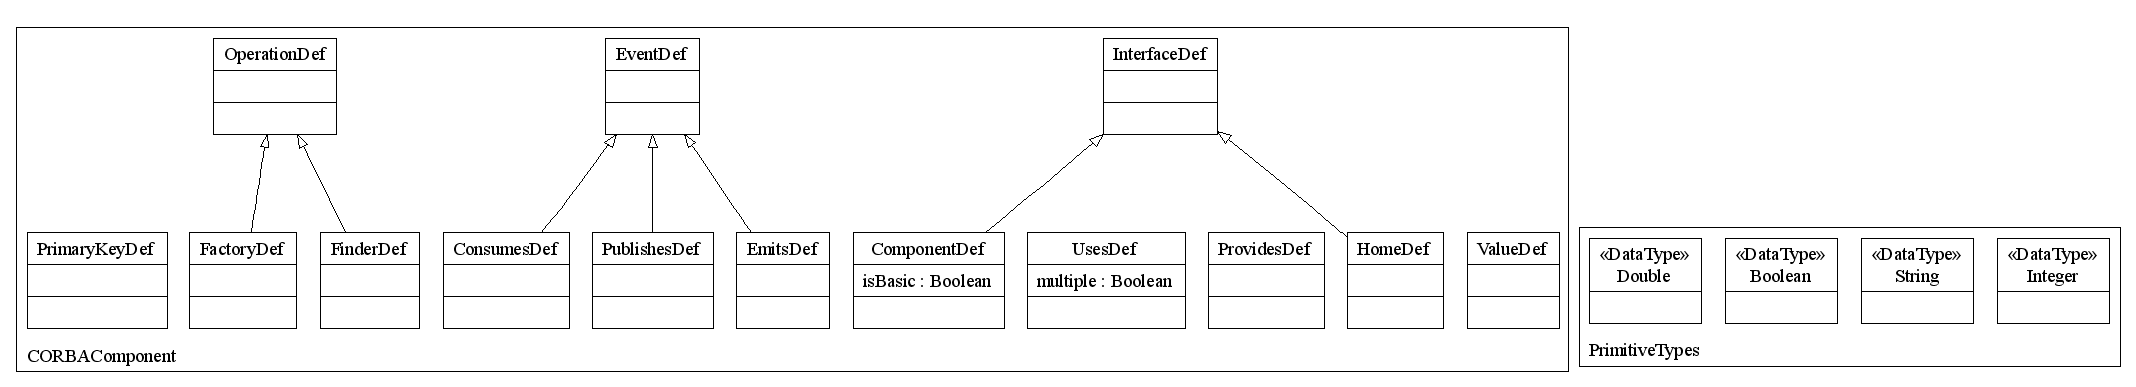 OperationDef
EventDef
InterfaceDef
PrimaryKeyDef
FactoryDef
FinderDef
ConsumesDef
PublishesDef
EmitsDef
ComponentDef
isBasic : Boolean
UsesDef
multiple : Boolean
ProvidesDef
HomeDef
ValueDef
CORBAComponent
«DataType»
Double
«DataType»
Boolean
«DataType»
String
«DataType»
Integer
PrimitiveTypes